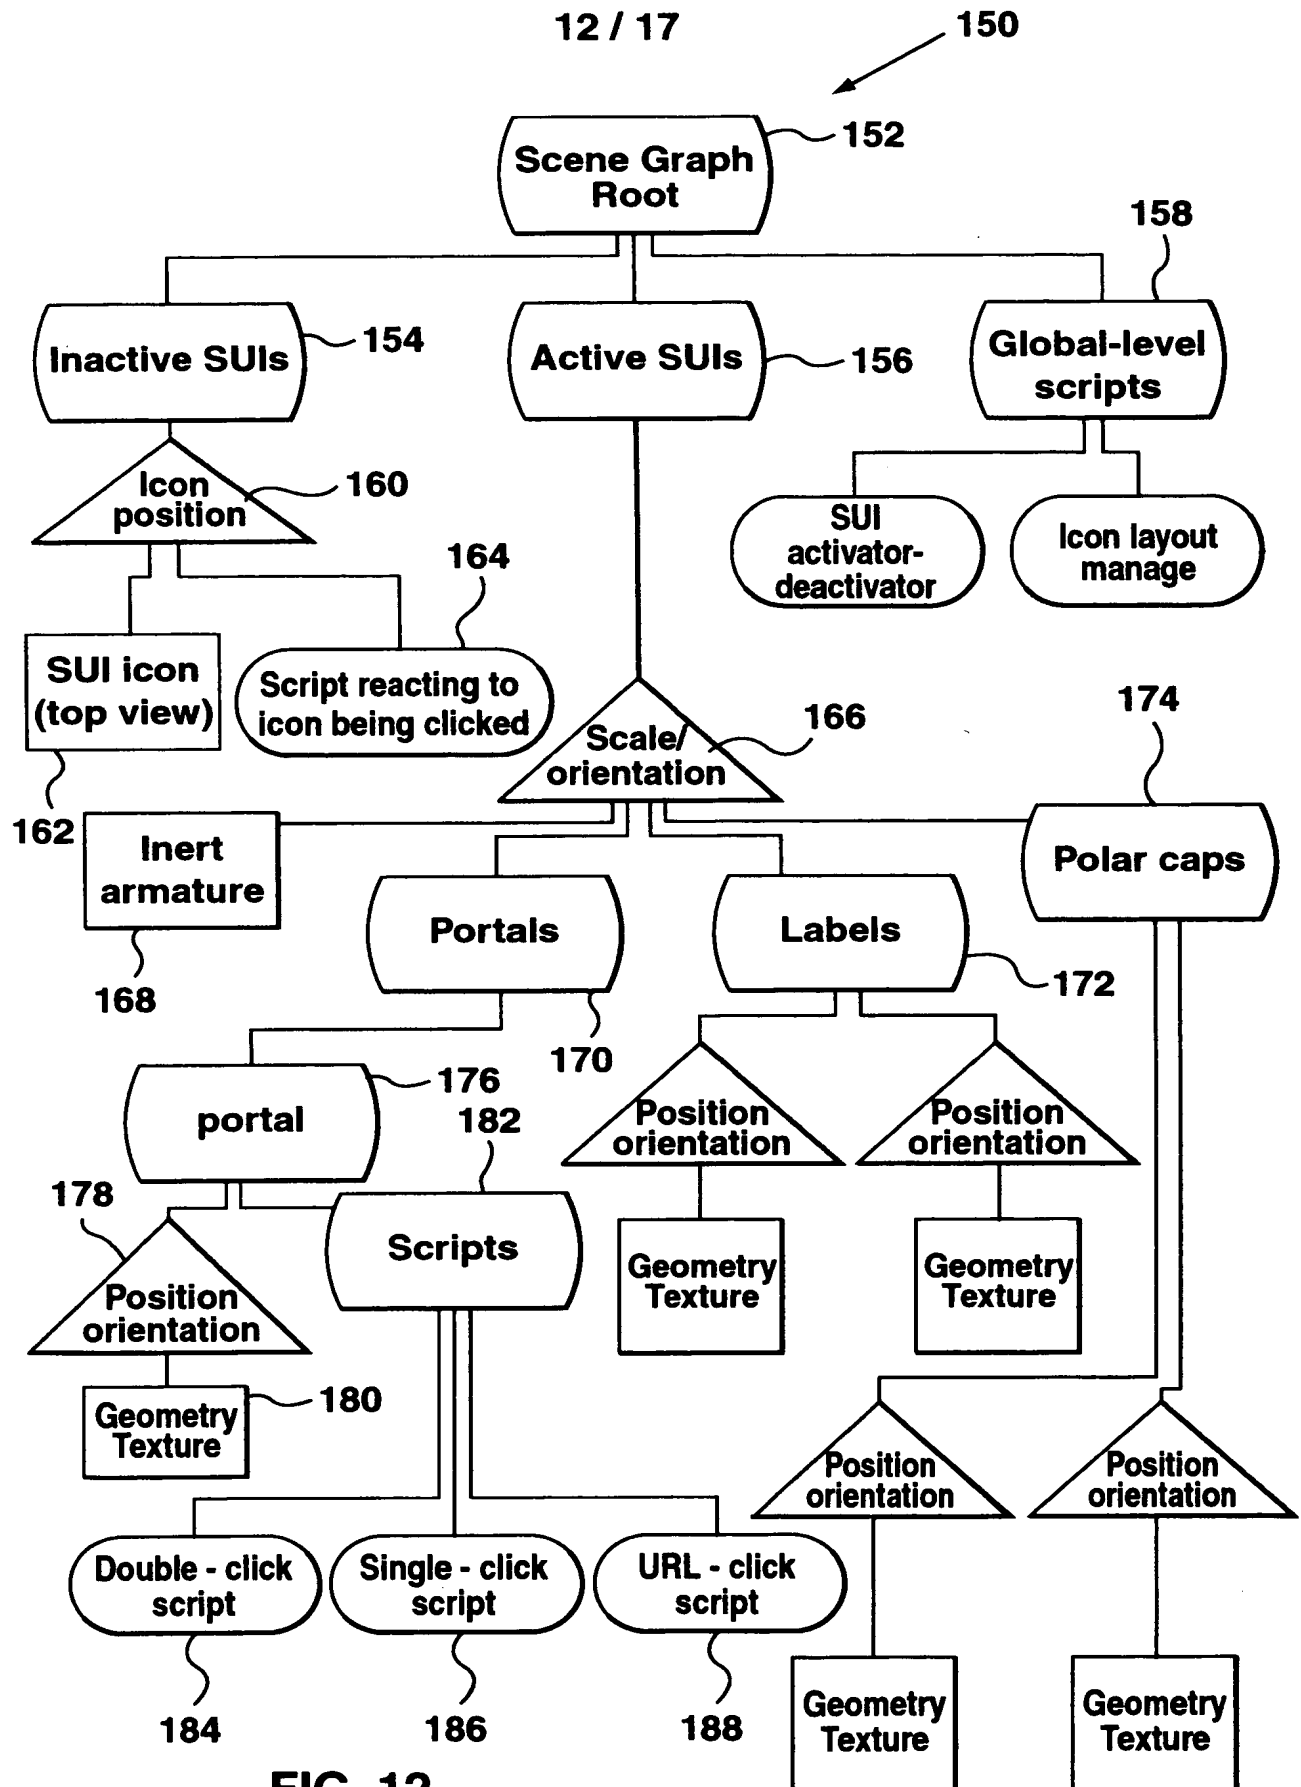 12 / 17
150
152
Scene Graph
Root
158
Inactive SUIs
154
Active SUIs
156
Global-level
scripts
Icon
position
160
164
SUI
activator-
deactivator
Icon layout
manage
SUI icon
(top view)
Script reacting to
icon being clicked
162
Scale/
orientation
166
174
Inert
armature
168
Portals
170
Labels
172
Polar caps
portal
176
182
178
Scripts
Position
orientation
Position
orientation
Geometry
Texture
Geometry
Texture
Position
orientation
180
Geometry
Texture
Position
orientation
Position
orientation
Double - click
script
Single - click
script
URL - click
script
184
186
188
Geometry
Texture
Geometry
Texture
FIG. 12